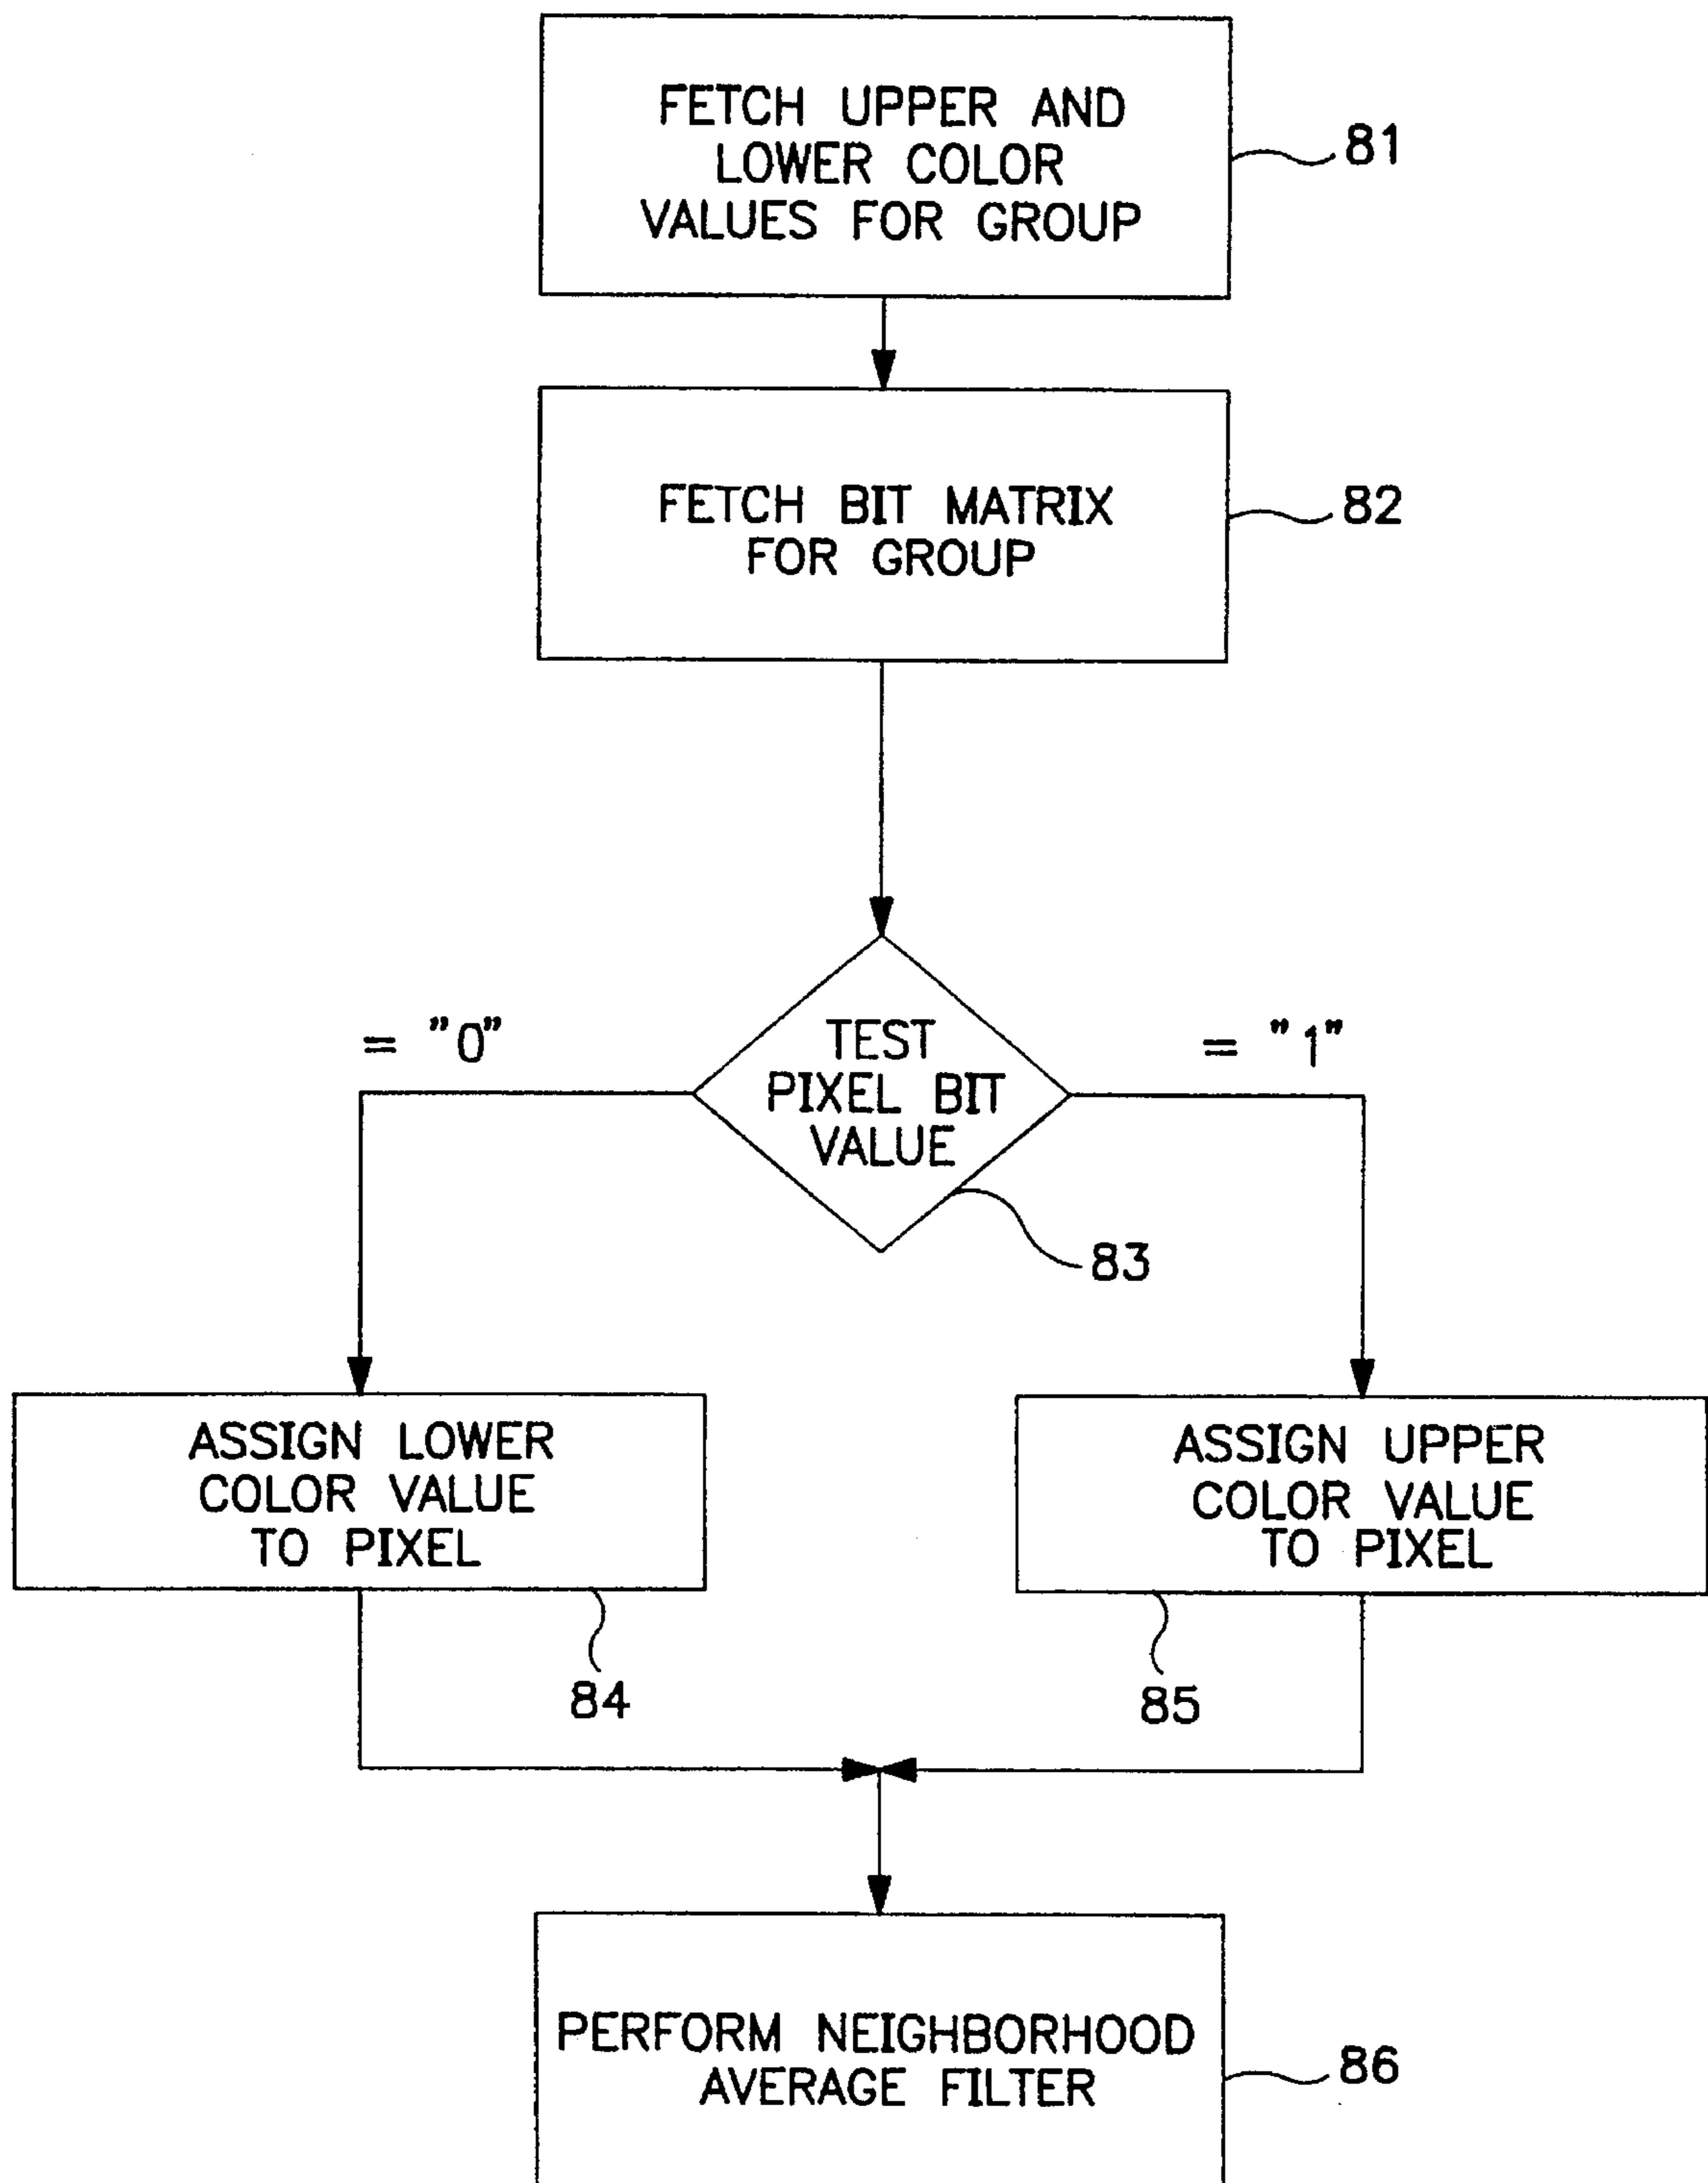 FETCH UPPER AND
LOWER COLOR
VALUES FOR GROUP
81
FETCH BIT MATRIX
FOR GROUP
82
= "0"
TEST
PIXEL BIT
VALUE
= "1"
83
ASSIGN LOWER
COLOR VALUE
TO PIXEL
84
ASSIGN UPPER
COLOR VALUE
TO PIXEL
85
PERFORM NEIGHBORHOOD
AVERAGE FILTER
86